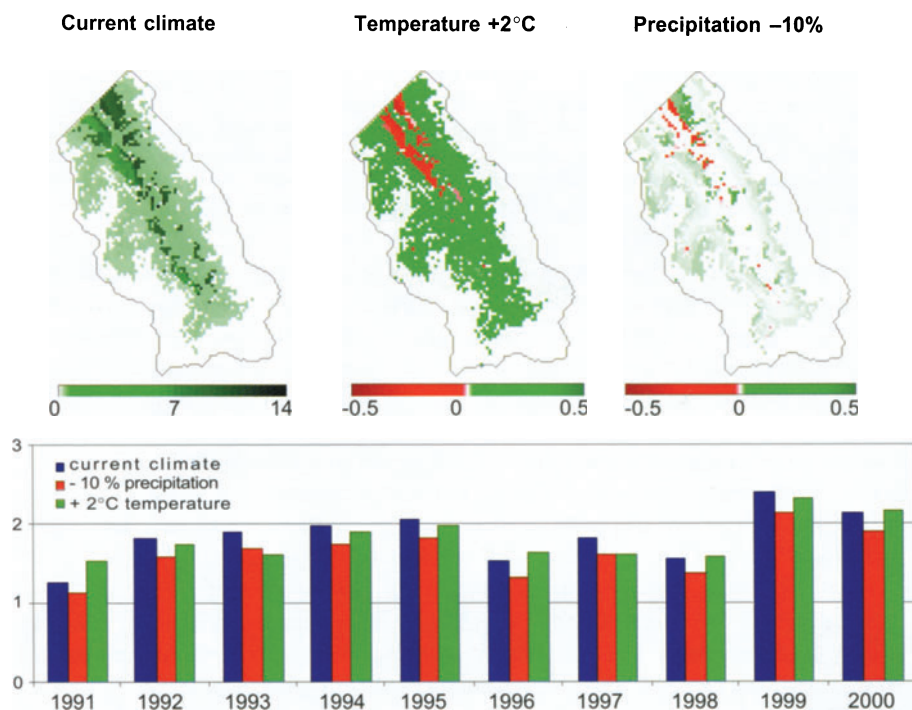 Current climate Temperature +2°C Precipitation –10%
0 7 14 -0.5 0 0.5 -0.5 0 0.5
3
current climate
- 10 % precipitation
+ 2°C temperature
2
1
0
1991 1992 1993 1994 1995 1996 1997 1998 1999 2000